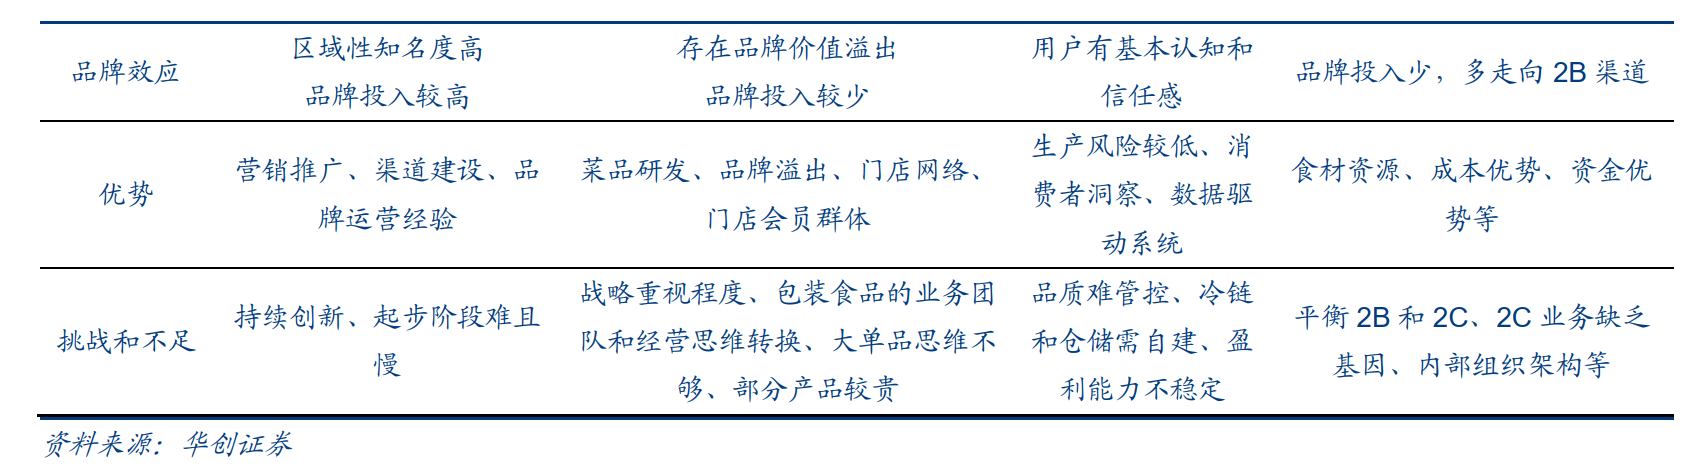 品牌效应
区域性知名度高
品牌投入较高
存在品牌价值溢出
品牌投入较少
用户有基本认知和
信任感
品牌投入少，多走向 2B 渠道
优势
营销推广、渠道建设、品
牌运营经验
菜品研发、品牌溢出、门店网络、
门店会员群体
生产风险较低、消
费者洞察、数据驱
动系统
食材资源、成本优势、资金优
势等
挑战和不足
持续创新、起步阶段难且
慢
战略重视程度、包装食品的业务团
队和经营思维转换、大单品思维不
够、部分产品较贵
品质难管控、冷链
和仓储需自建、盈
利能力不稳定
平衡 2B 和 2C、2C 业务缺乏
基因、内部组织架构等
资料来源：华创证券